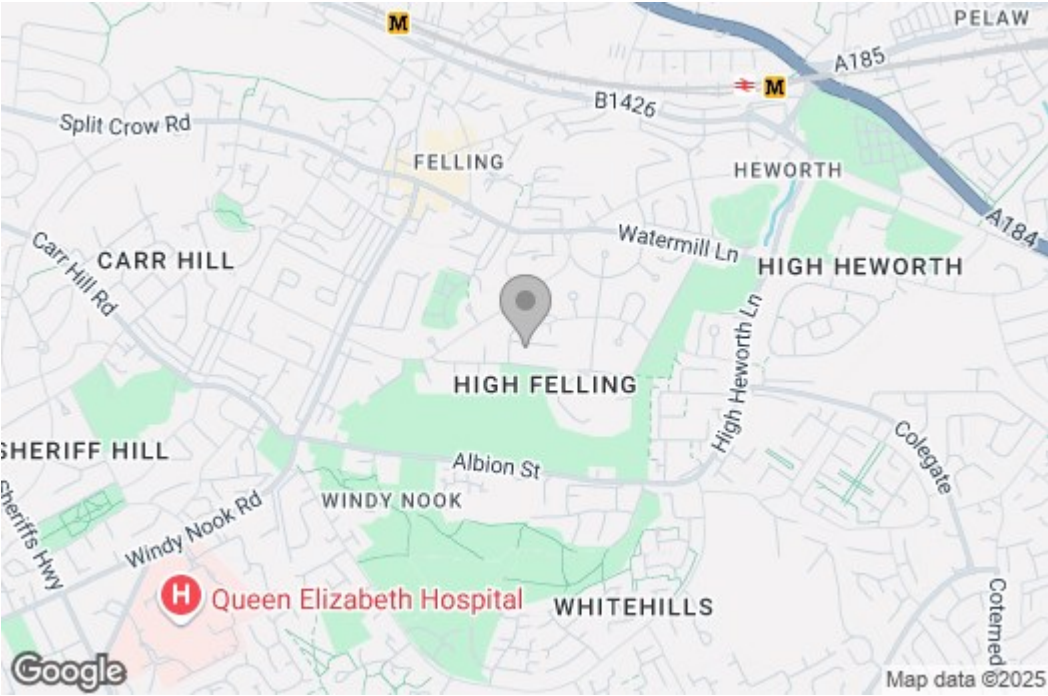 PELAW
M
A185
M
B1426
Split Crow Rd
FELLING
HEWORTH
A184
Watermill Ln
Carr Hill Rd
CARR HILL
HIGH HEWORTH
High Heworth Ln
HIGH FELLING
SHERIFF HILL
Albion St
Colegate
WINDY NOOK
Sheriffs Hwy
Windy Nook Rd
H
Queen Elizabeth Hospital
WHITEHILLS
Coterned
Google
Map data ©2025